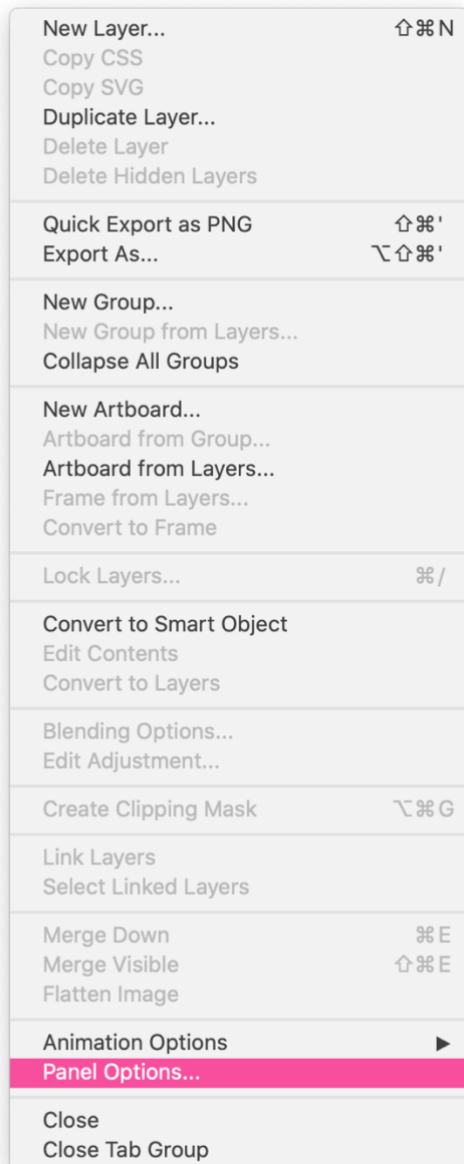 New Layer... ⇧⌘N
Copy CSS
Copy SVG
Duplicate Layer...
Delete Layer
Delete Hidden Layers
Quick Export as PNG ⇧⌘'
Export As... ⌥⇧⌘'
New Group...
New Group from Layers...
Collapse All Groups
New Artboard...
Artboard from Group...
Artboard from Layers...
Frame from Layers...
Convert to Frame
Lock Layers... ⌘/
Convert to Smart Object
Edit Contents
Convert to Layers
Blending Options...
Edit Adjustment...
Create Clipping Mask ⌥⌘G
Link Layers
Select Linked Layers
Merge Down ⌘E
Merge Visible ⇧⌘E
Flatten Image
Animation Options ▶
Panel Options...
Close
Close Tab Group